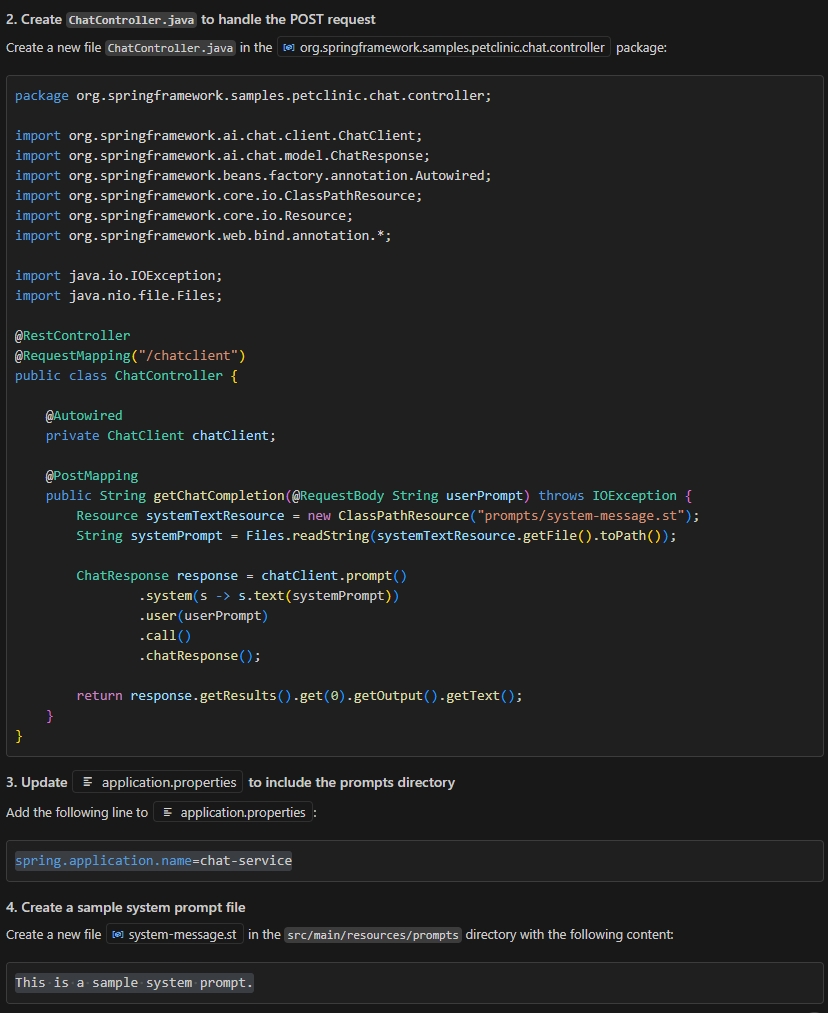 2. Create ChatController.java to handle the POST request
Create a new file ChatController.java in the org.springframework.samples.petclinic.chat.controller package:
package org.springframework.samples.petclinic.chat.controller;
import org.springframework.ai.chat.client.ChatClient;
import org.springframework.ai.chat.model.ChatResponse;
import org.springframework.beans.factory.annotation.Autowired;
import org.springframework.core.io.ClassPathResource;
import org.springframework.core.io.Resource;
import org.springframework.web.bind.annotation.*;
import java.io.IOException;
import java.nio.file.Files;
@RestController
@RequestMapping("/chatclient")
public class ChatController {
@Autowired
private ChatClient chatClient;
@PostMapping
public String getChatCompletion(@RequestBody String userPrompt) throws IOException {
Resource systemTextResource = new ClassPathResource("prompts/system-message.st");
String systemPrompt = Files.readString(systemTextResource.getFile().toPath());
ChatResponse response = chatClient.prompt()
.system(s -> s.text(systemPrompt))
.user(userPrompt)
.call()
.chatResponse();
return response.getResults().get(0).getOutput().getText();
}
}
3. Update application.properties to include the prompts directory
Add the following line to application.properties :
spring.application.name=chat-service
4. Create a sample system prompt file
Create a new file system-message.st in the src/main/resources/prompts directory with the following content:
This is a sample system prompt.